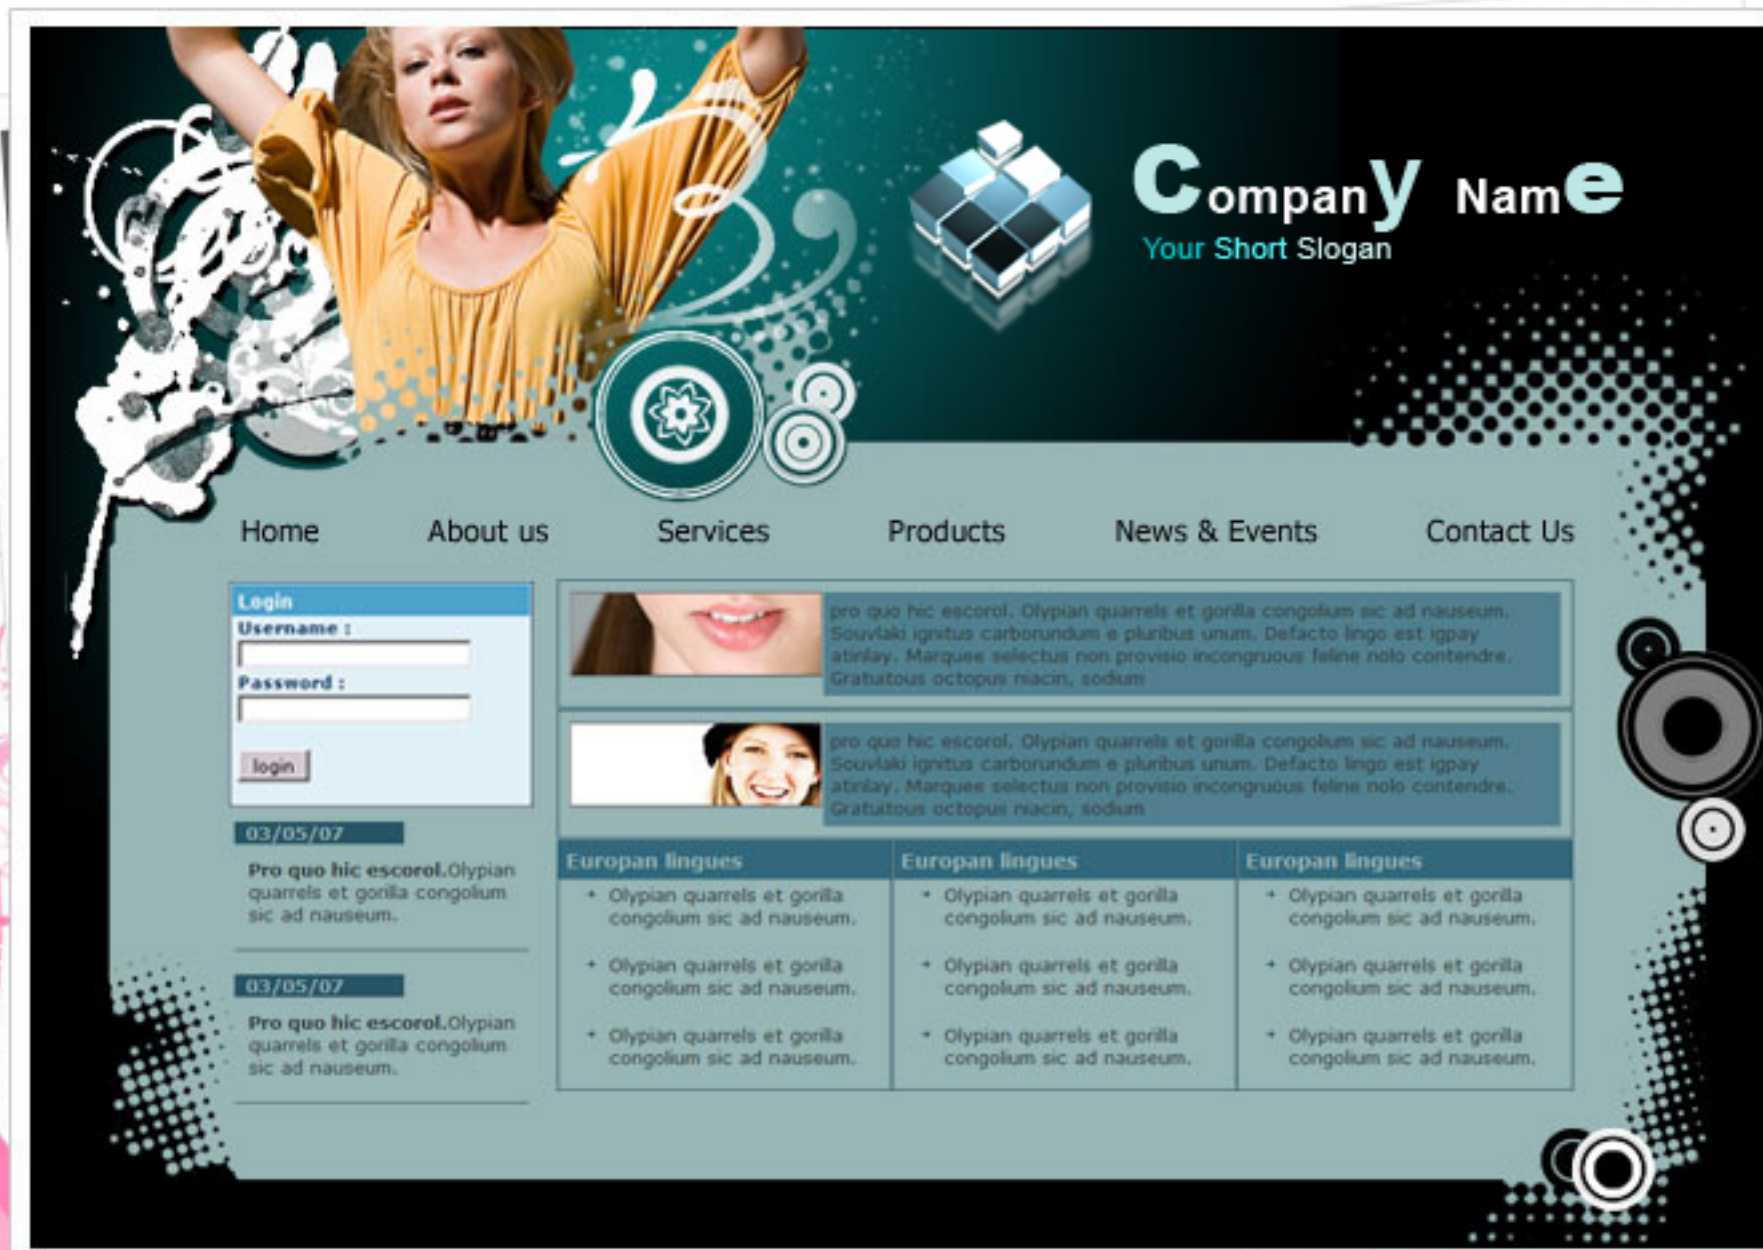 Company Name
Your Short Slogan
Home About us Services Products News & Events Contact Us
Login
Username :
Password :
login
03/05/07
Pro quo hic escorol.Olypian
quarrels et gorilla congolium
sic ad nauseum.
03/05/07
Pro quo hic escorol.Olypian
quarrels et gorilla congolium
sic ad nauseum.
pro quo hic escorol. Olypian quarrels et gorilla congolium sic ad nauseum.
Souvlaki ignitus carborundum e pluribus unum. Defacto lingo est igpay
atinlay. Marquee selectus non provisio incongruous feline nolo contendre.
Gratuitous octopus niacin, sodium
pro quo hic escorol. Olypian quarrels et gorilla congolium sic ad nauseum.
Souvlaki ignitus carborundum e pluribus unum. Defacto lingo est igpay
atinlay. Marquee selectus non provisio incongruous feline nolo contendre.
Gratuitous octopus niacin, sodium
Europan lingues
Olypian quarrels et gorilla
congolium sic ad nauseum.
Olypian quarrels et gorilla
congolium sic ad nauseum.
Olypian quarrels et gorilla
congolium sic ad nauseum.
Europan lingues
Olypian quarrels et gorilla
congolium sic ad nauseum.
Olypian quarrels et gorilla
congolium sic ad nauseum.
Olypian quarrels et gorilla
congolium sic ad nauseum.
Europan lingues
Olypian quarrels et gorilla
congolium sic ad nauseum.
Olypian quarrels et gorilla
congolium sic ad nauseum.
Olypian quarrels et gorilla
congolium sic ad nauseum.